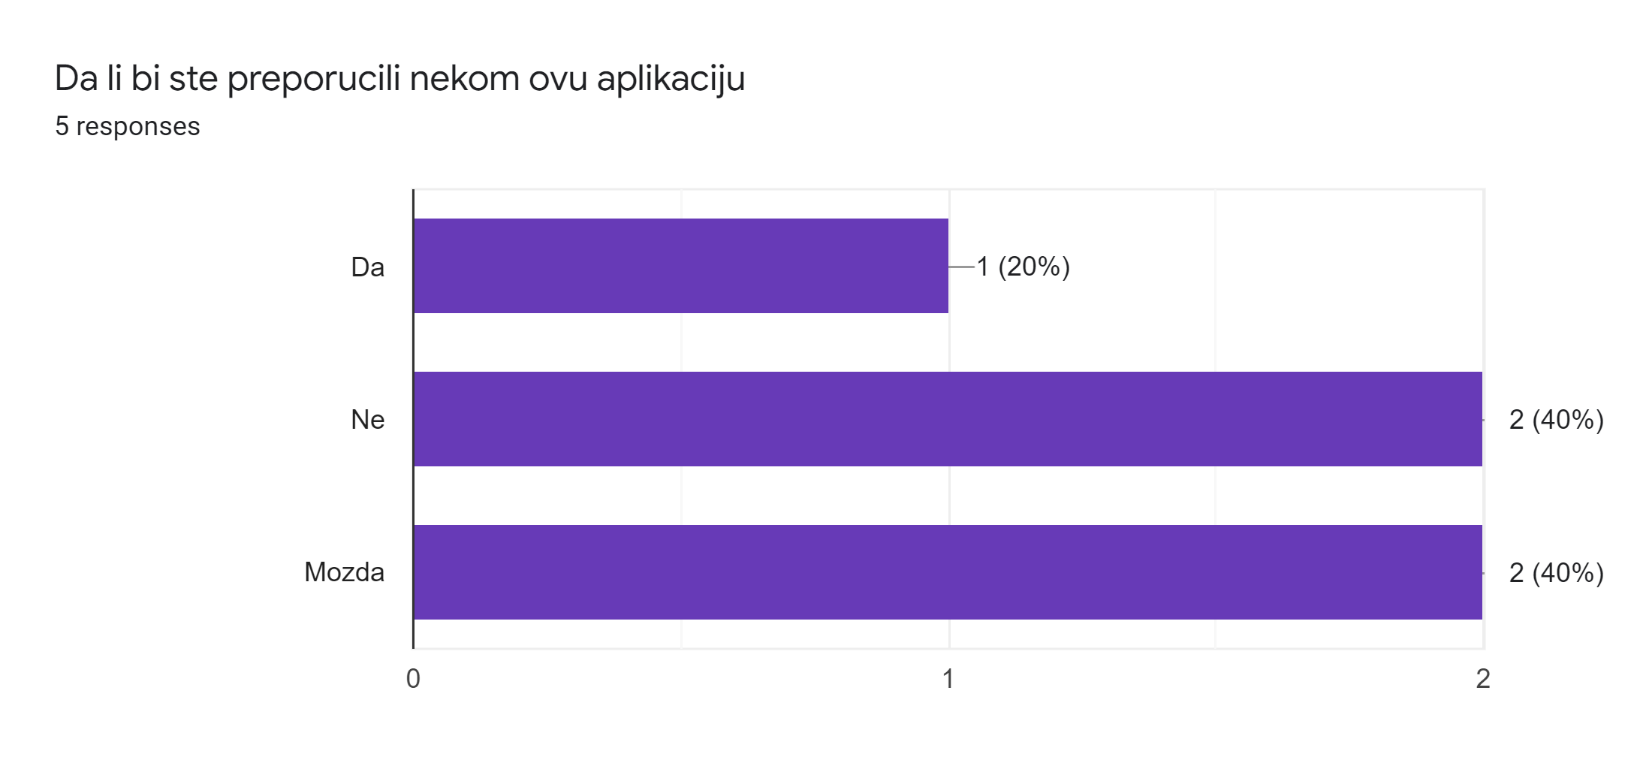 Da li bi ste preporucili nekom ovu aplikaciju
5 responses
Da
1 (20%)
Ne
2 (40%)
Mozda
2 (40%)
0
1
2